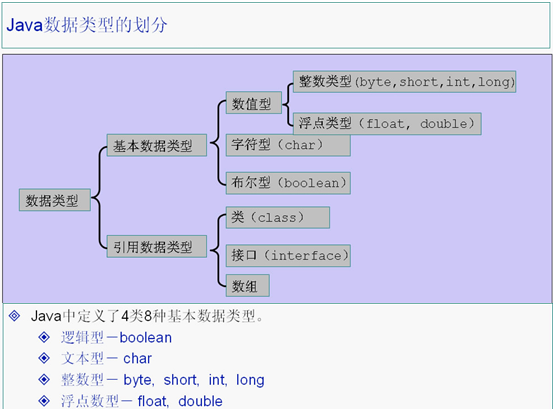 Java数据类型的划分
整数类型(byte,short,int,long)
数值型
浮点类型（float, double）
基本数据类型
字符型（char）
布尔型（boolean）
数据类型
类（class）
引用数据类型
接口（interface）
数组
Java中定义了4类8种基本数据类型。
逻辑型－boolean
文本型－ char
整数型－ byte, short, int, long
浮点数型－ float, double